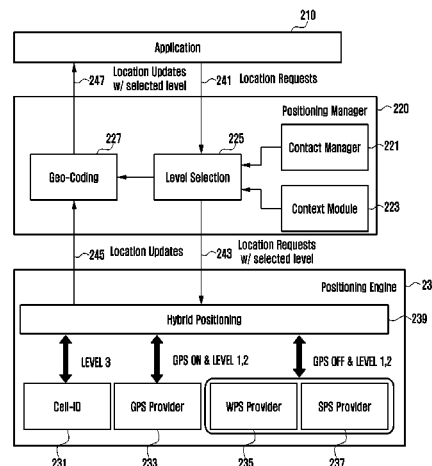 210
Application
247
Location Updates
w/ selected level
241
Location Requests
Positioning Manager
220
227
Geo-Coding
225
Level Selection
Contact Manager
221
Context Module
223
245
Location Updates
243
Location Requests
w/ selected level
Positioning Engine
23
Hybrid Positioning
239
LEVEL 3
GPS ON & LEVEL 1,2
GPS OFF & LEVEL 1,2
Cell-ID
GPS Provider
WPS Provider
SPS Provider
231
233
235
237